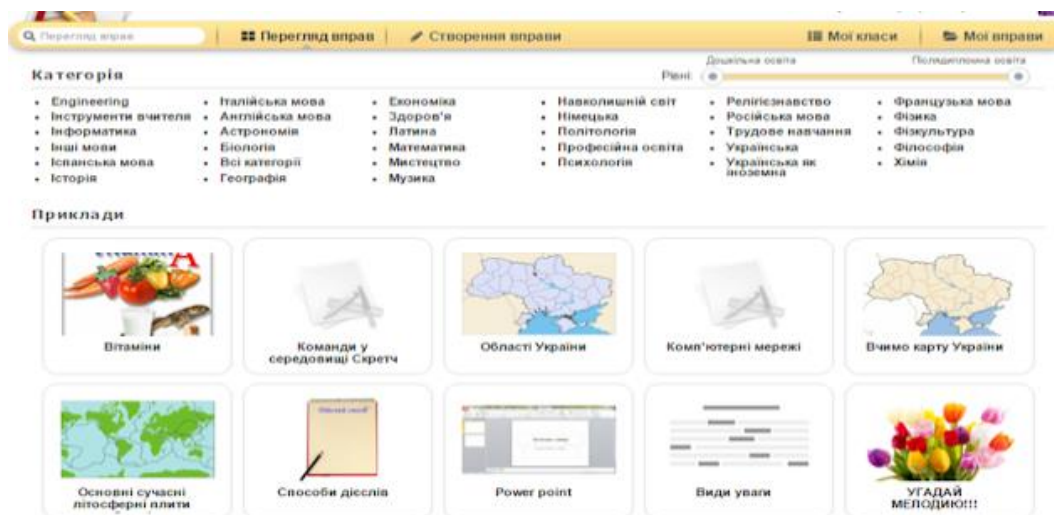 Перегляд вправ
Перегляд вправ
Створення вправи
Мої класи
Мої вправи
Категорія
Рівні:
Дошкільна освіта
Післядипломна освіта
Engineering
Інструменти вчителя
Інформатика
Інші мови
Іспанська мова
Історія
Італійська мова
Англійська мова
Астрономія
Біологія
Всі категорії
Географія
Економіка
Здоров'я
Латина
Математика
Мистецтво
Музика
Навколишній світ
Німецька
Політологія
Професійна освіта
Психологія
Релігієзнавство
Російська мова
Трудове навчання
Українська
Українська як
іноземна
Французька мова
Фізика
Фізкультура
Філософія
Хімія
Приклади
A
Вітаміни
Команди у
середовищі Скретч
Області України
Комп'ютерні мережі
Вчимо карту України
Основні сучасні
літосферні плити
Способи дієслів
Power point
Види уваги
УГАДАЙ
МЕЛОДИЮ!!!